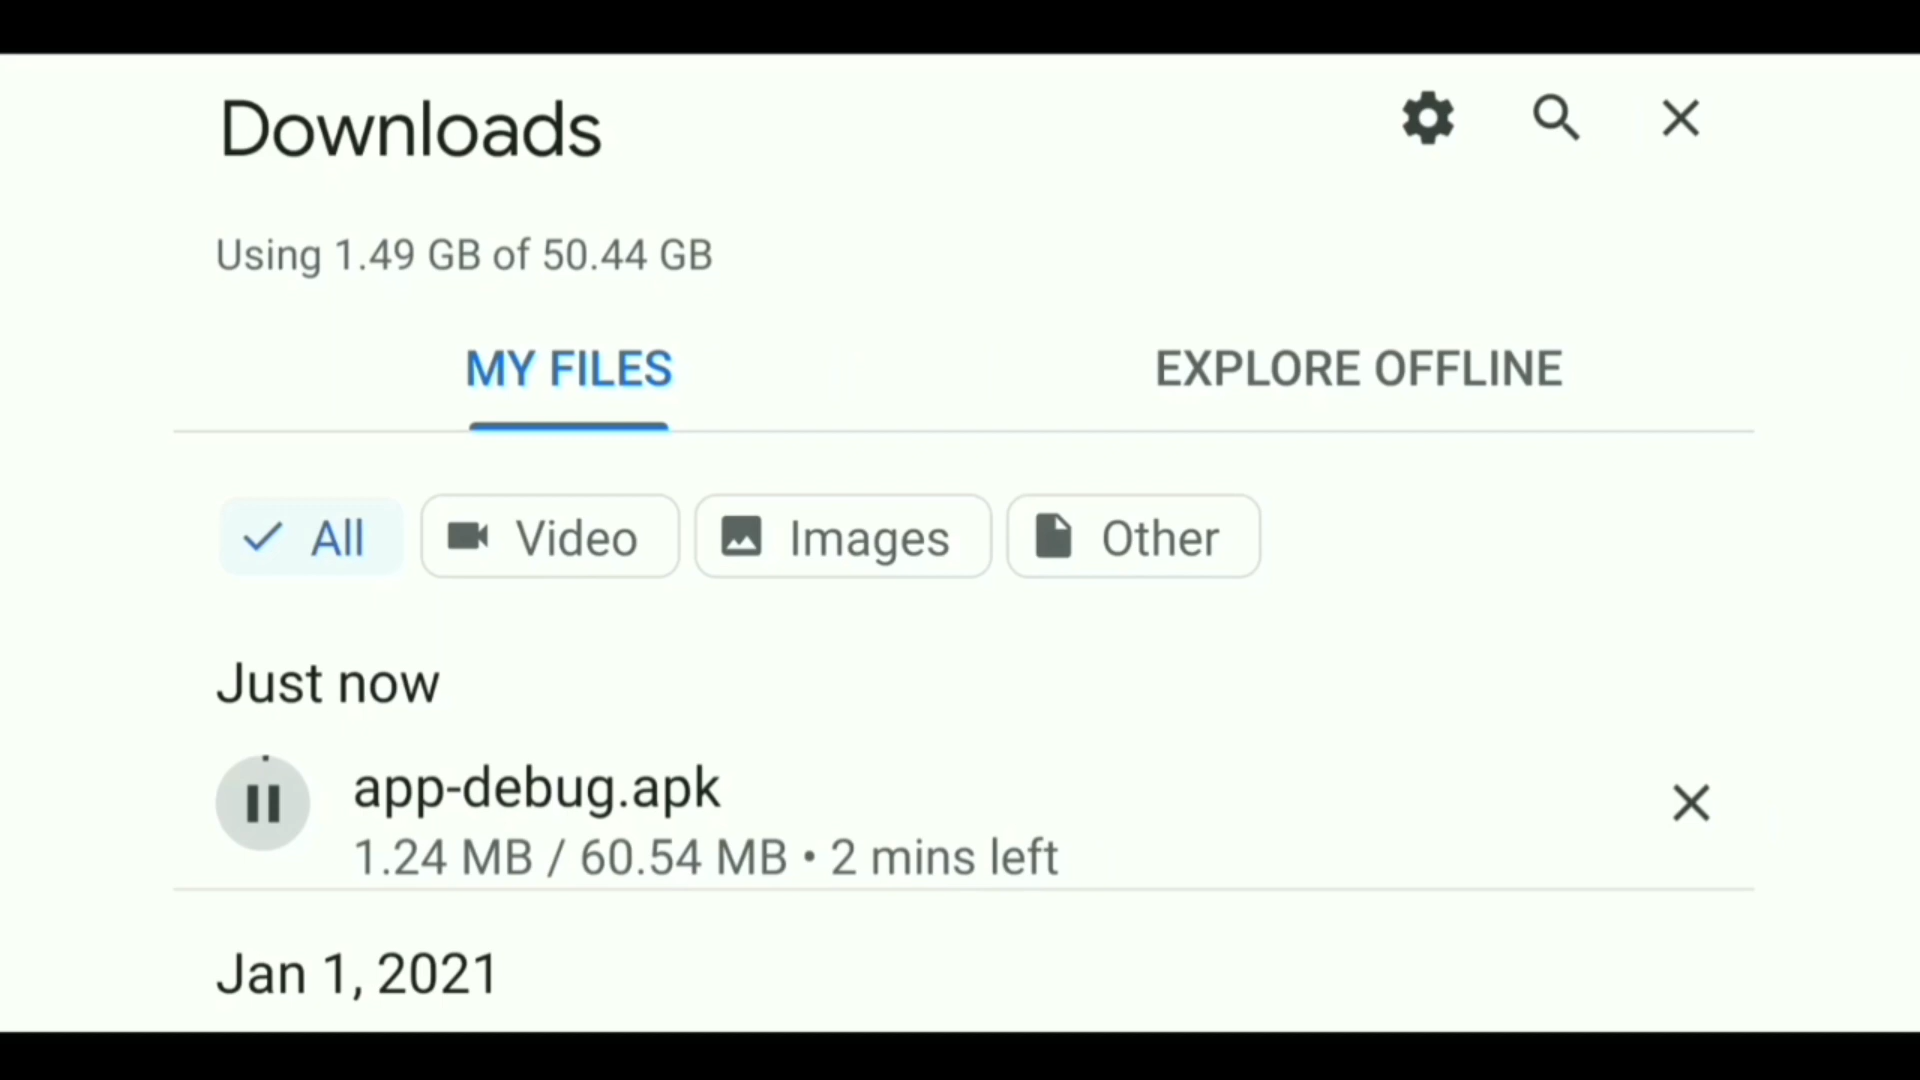 Downloads
Using 1.49 GB of 50.44 GB
MY FILES EXPLORE OFFLINE
All Video Images Other
Just now
app-debug.apk
1.24 MB / 60.54 MB • 2 mins left
Jan 1, 2021